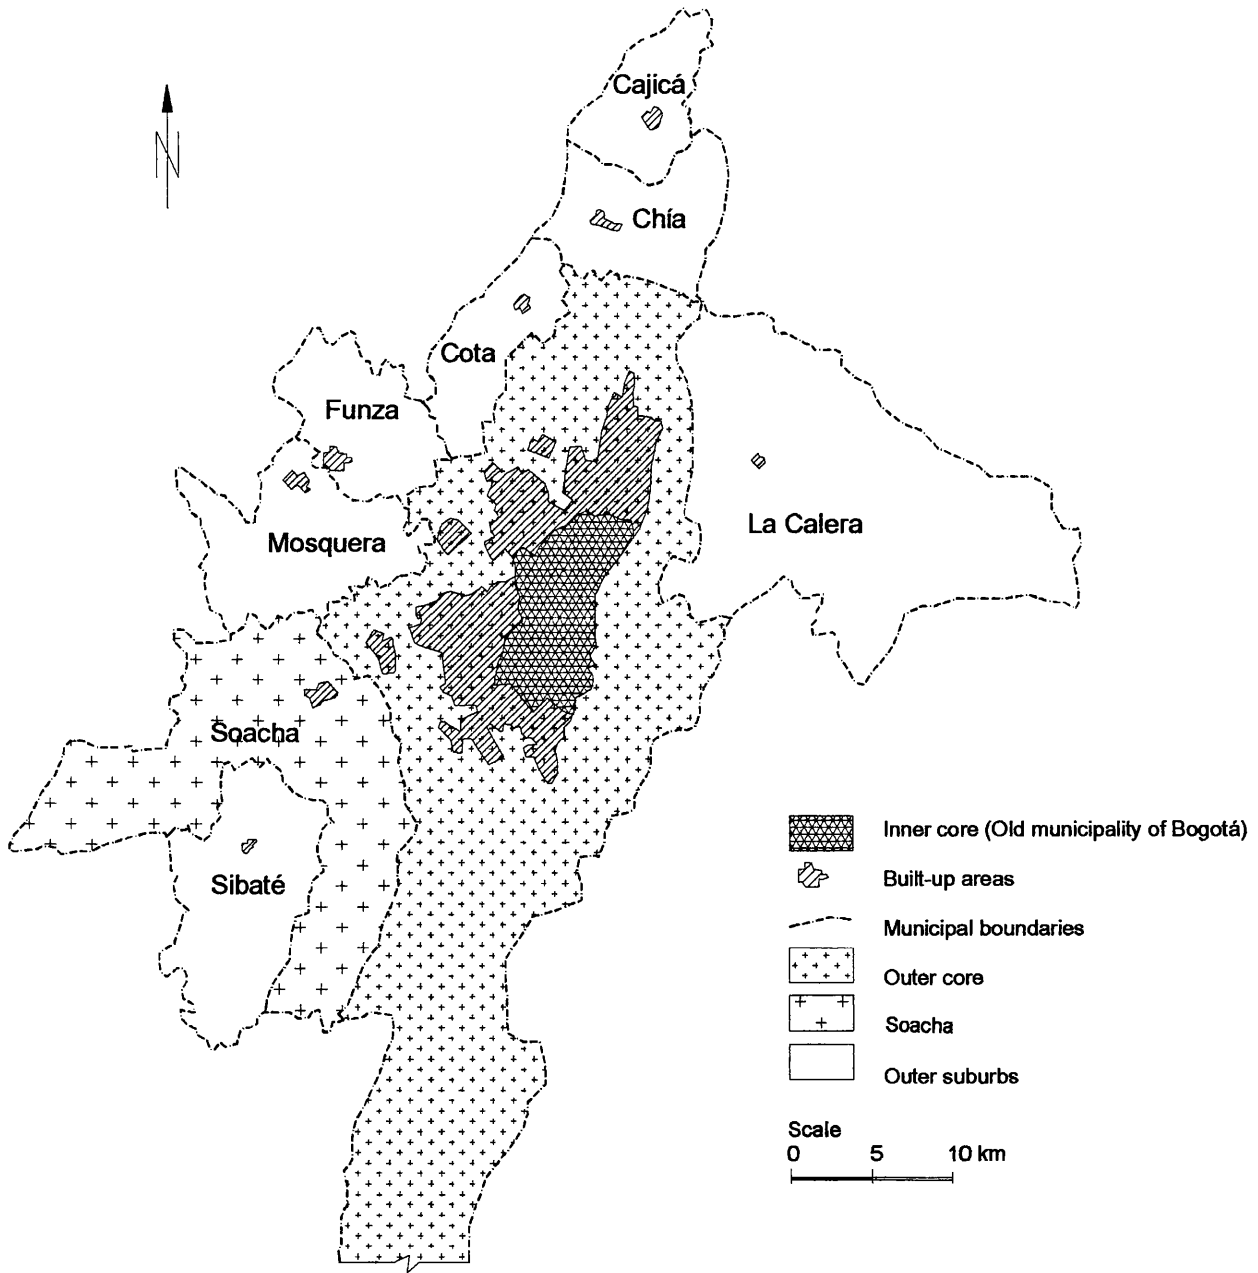 Cajicá
N
Chía
Cota
Funza
La Calera
Mosquera
Soacha
Sibaté
Inner core (Old municipality of Bogotá)
Built-up areas
Municipal boundaries
Outer core
Soacha
Outer suburbs
Scale
0 5 10 km